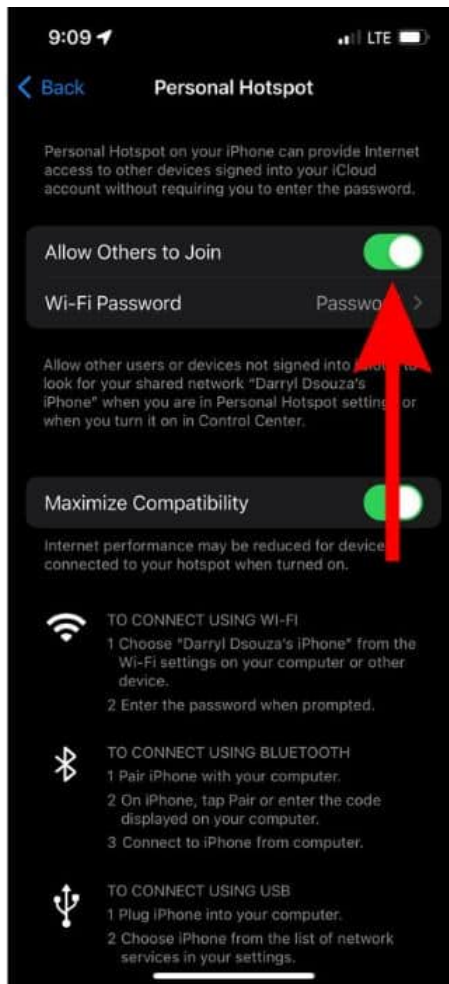 9:09 LTE
Back Personal Hotspot
Personal Hotspot on your iPhone can provide Internet
access to other devices signed into your iCloud
account without requiring you to enter the password.
Allow Others to Join
Wi-Fi Password
Allow other users or devices not signed into to
look for your shared network "Darryl Dsouza's
iPhone" when you are in Personal Hotspot or
when you turn it on in Control Center.
Maximize Compatibility
Internet performance may be reduced for
connected to your hotspot when turned on.
TO CONNECT USING WI-FI
1 Choose "Darryl Dsouza's iPhone" from the
Wi-Fi settings on your computer or other
device.
2 Enter the password when prompted.
TO CONNECT USING BLUETOOTH
1 Pair iPhone with your computer.
2 On iPhone, tap Pair or enter the code
displayed on your computer.
3 Connect to iPhone from computer.
TO CONNECT USING USB
1 Plug iPhone into your computer.
2 Choose iPhone from the list of network
services in your settings.